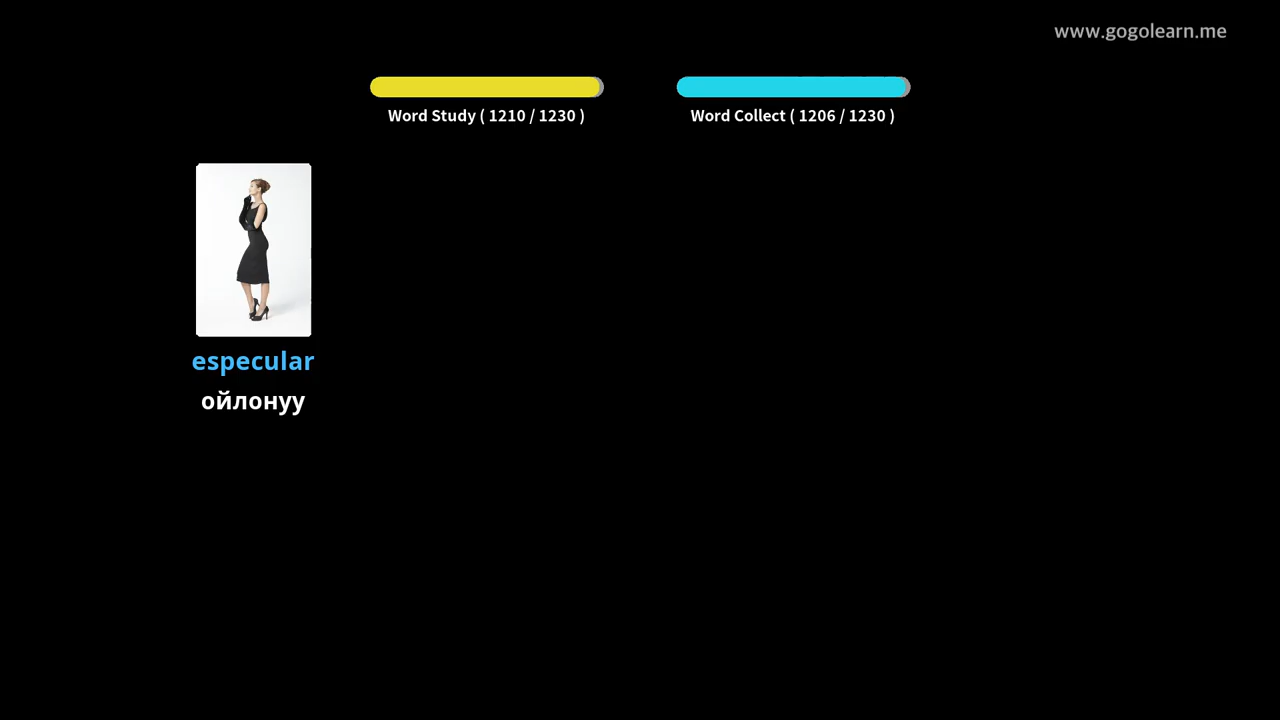 www.gogolearn.me
Word Study ( 1210 / 1230 )
Word Collect ( 1206 / 1230 )
especular
ойлонуу